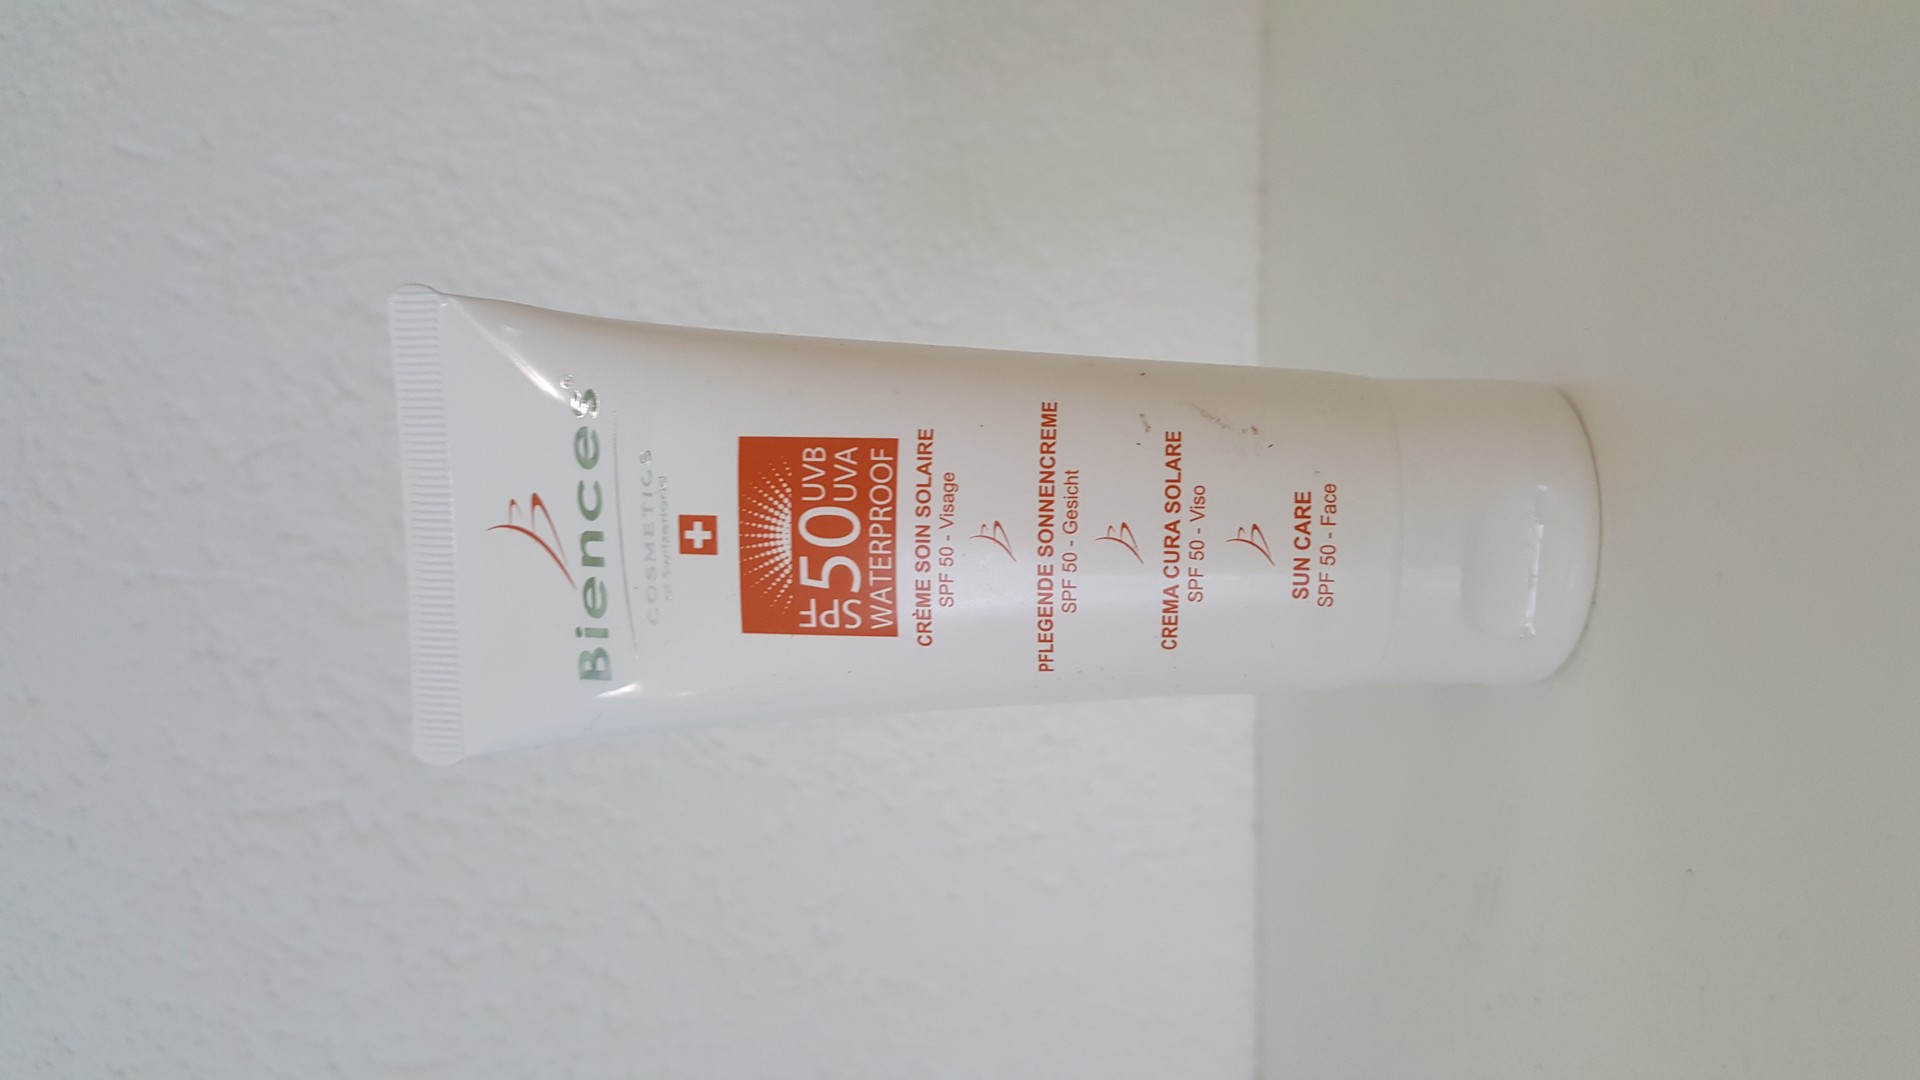 Biences
COSMETICS
of Switzerland
SPF 50 UVB UVA
WATERPROOF
CRÈME SOIN SOLAIRE
SPF 50 - Visage
PFLEGENDE SONNENCREME
SPF 50 - Gesicht
CREMA CURA SOLARE
SPF 50 - Viso
SUN CARE
SPF 50 - Face